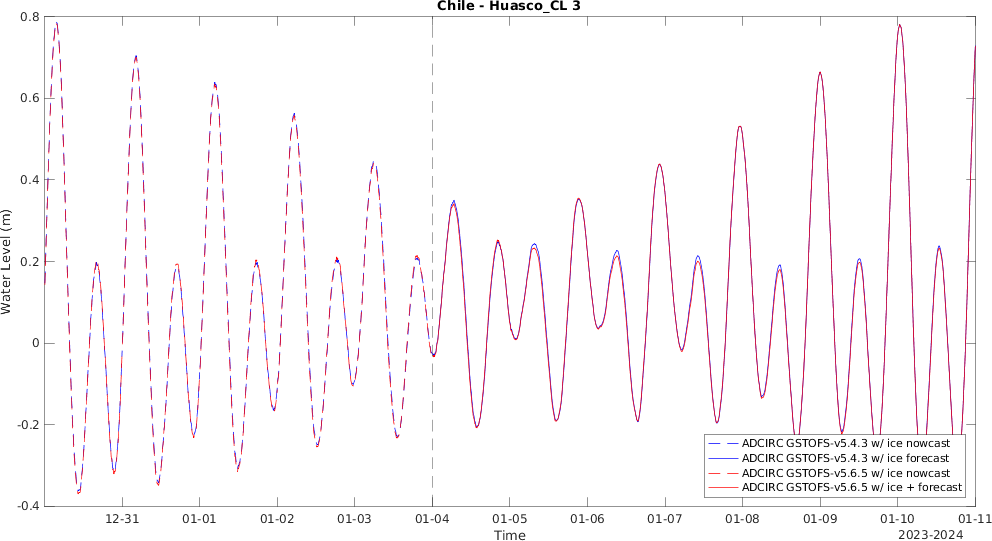 Chile - Huasco_CL 3
Water Level (m)
0.8
0.6
0.4
0.2
0
-0.2
-0.4
12-31 01-01 01-02 01-03 01-04 01-05 01-06 01-07 01-08 01-09 01-10 01-11
Time
2023-2024
ADCIRC GSTOFS-v5.4.3 w/ ice nowcast
ADCIRC GSTOFS-v5.4.3 w/ ice forecast
ADCIRC GSTOFS-v5.6.5 w/ ice nowcast
ADCIRC GSTOFS-v5.6.5 w/ ice + forecast